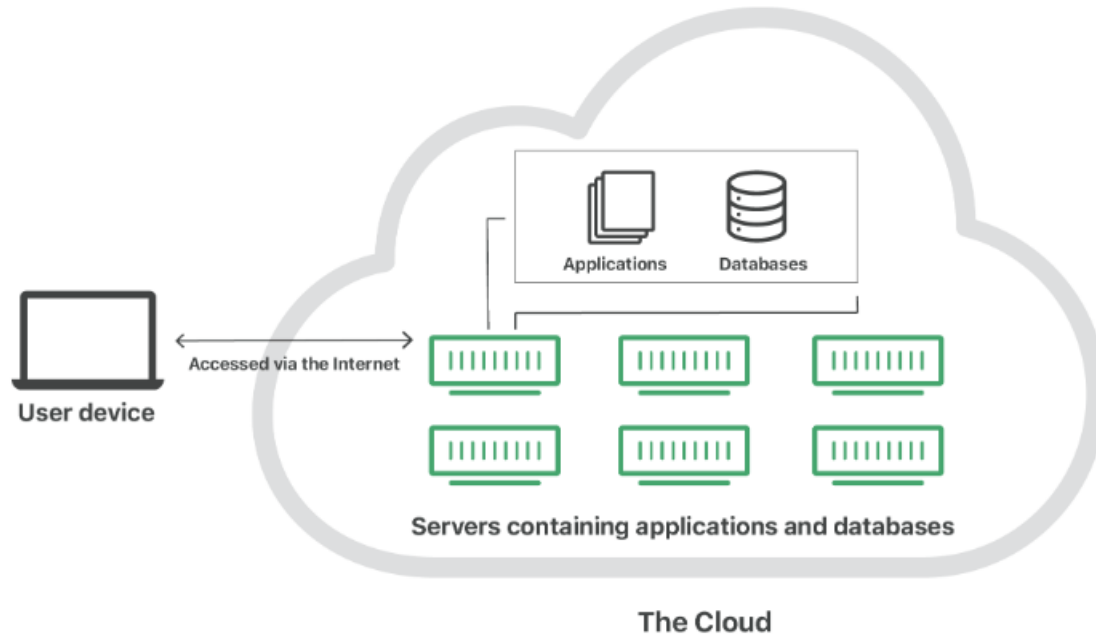 Applications
Databases
Accessed via the Internet
User device
Servers containing applications and databases
The Cloud